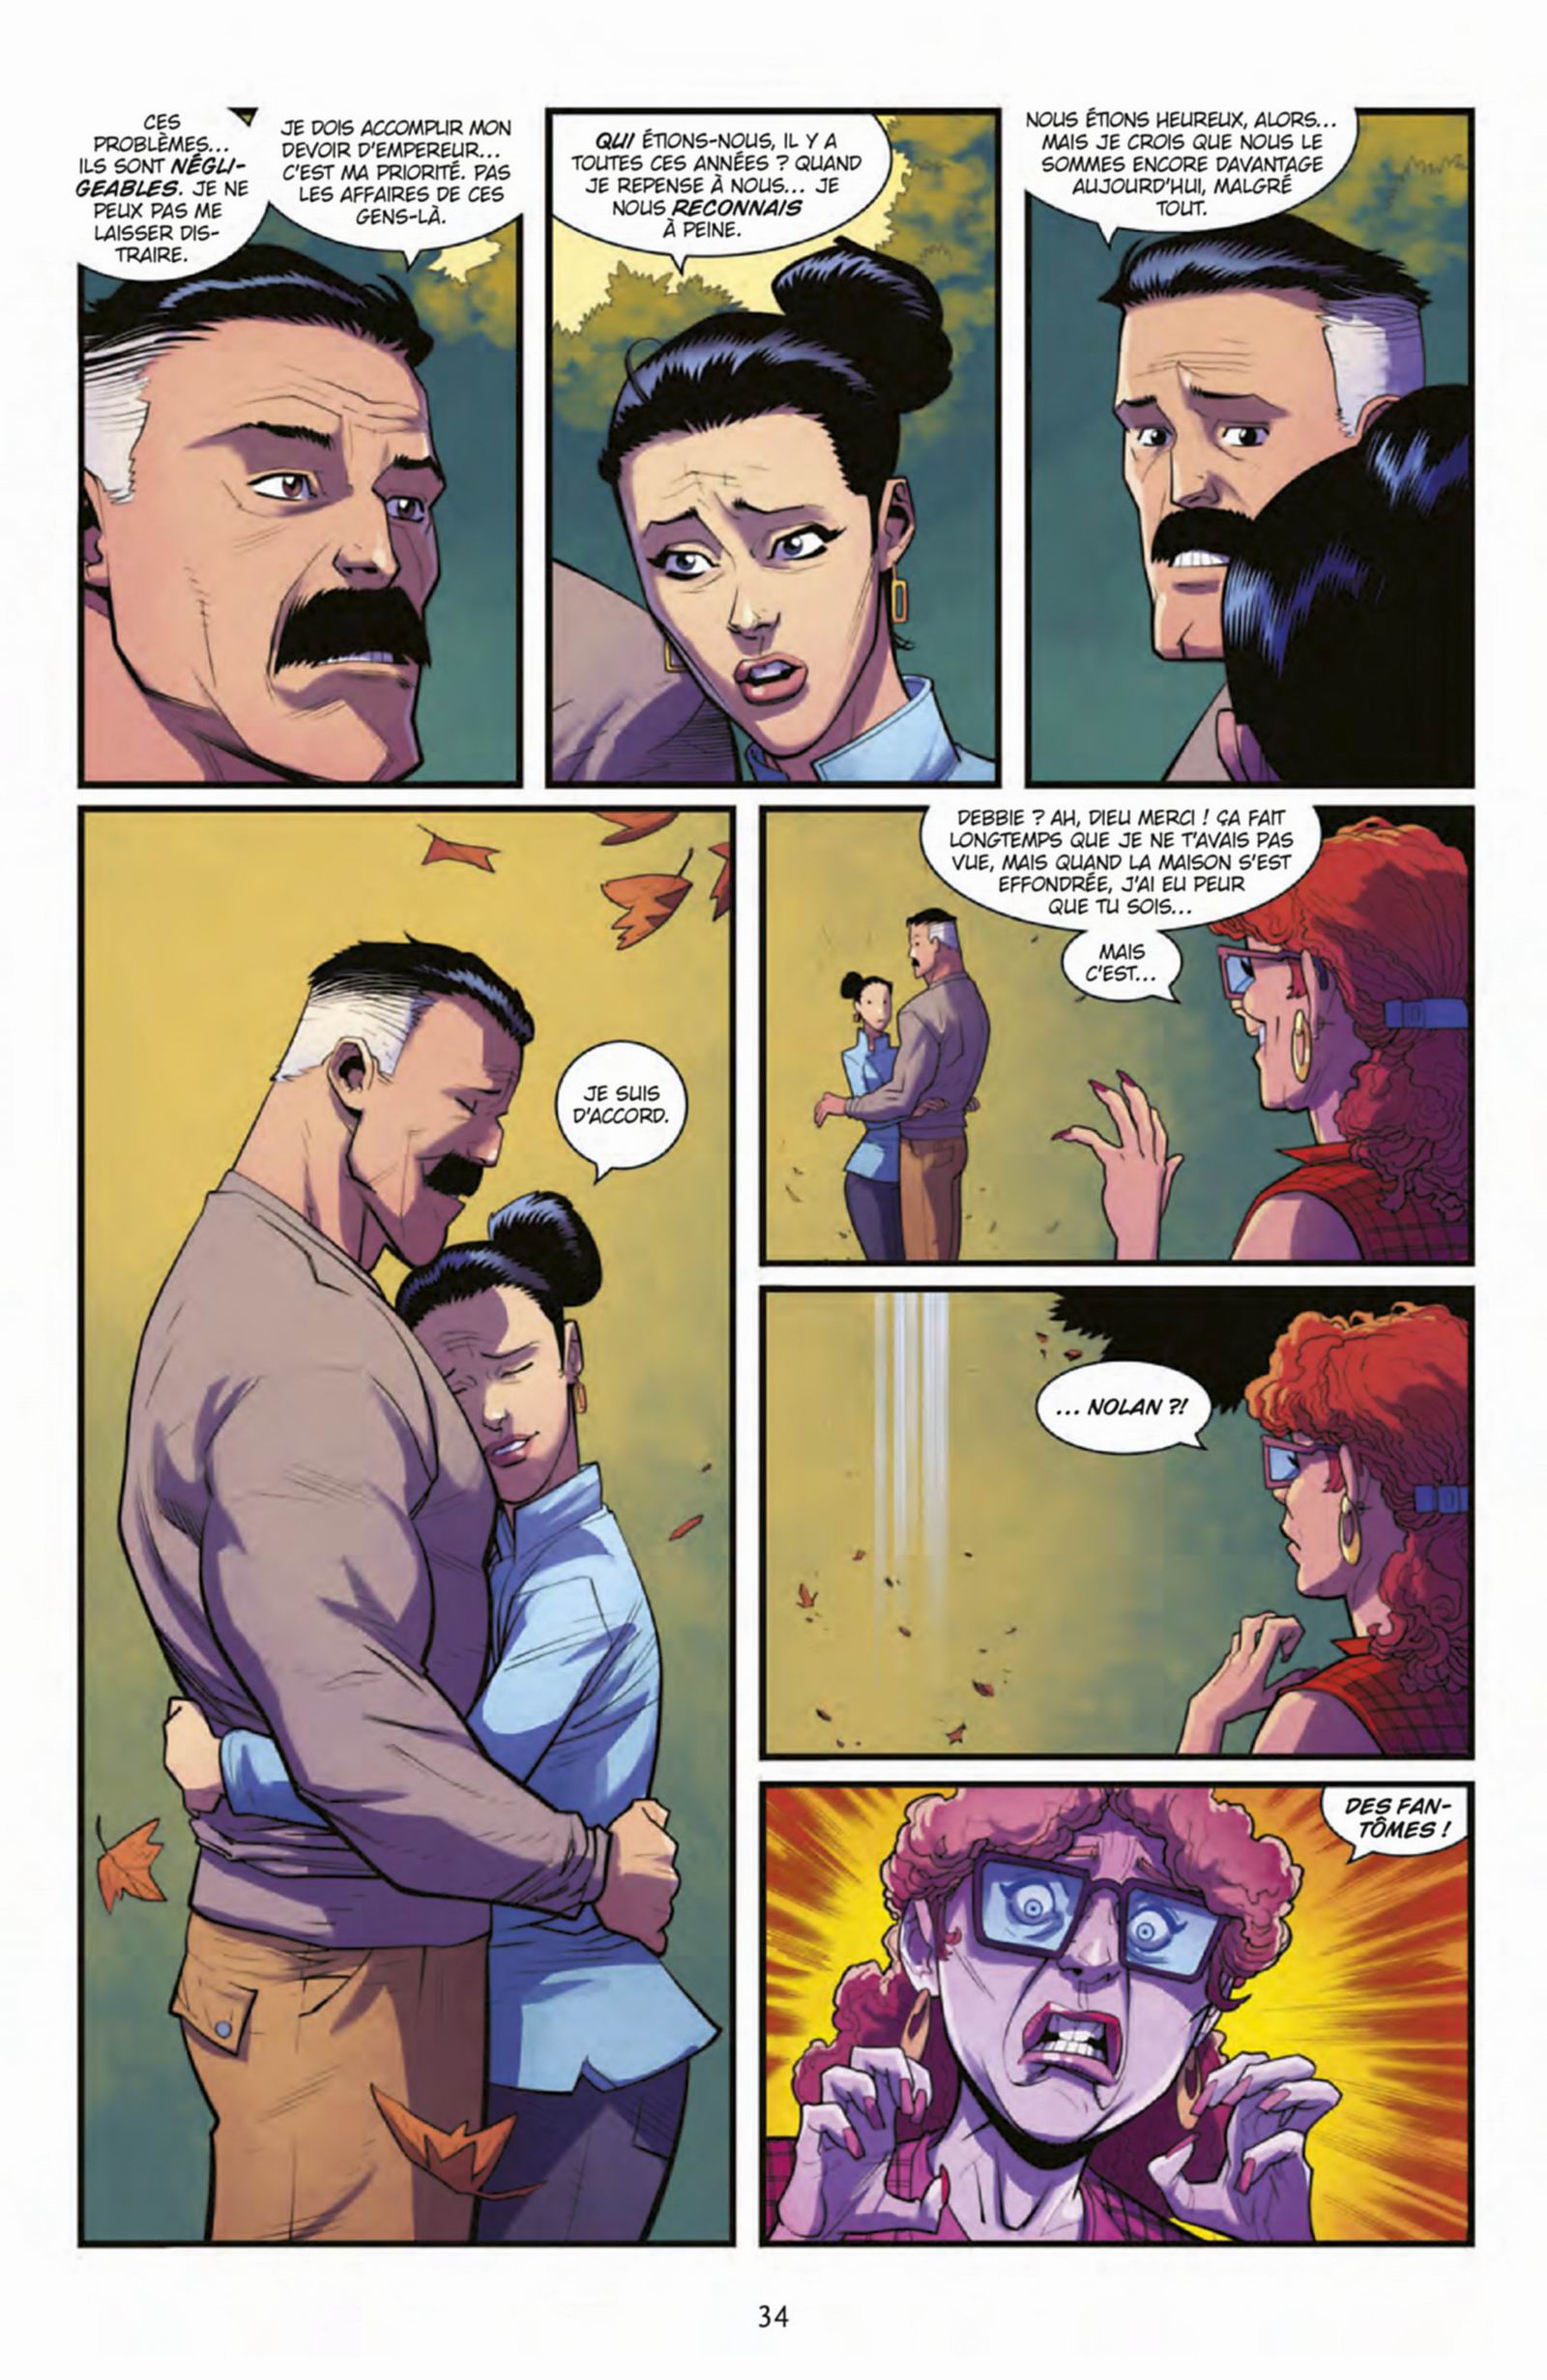 CES
PROBLÈMES...
ILS SONT NÉGLI-
GEABLES. JE NE
PEUX PAS ME
LAISSER DIS-
TRAIRE.
JE DOIS ACCOMPLIR MON
DEVOIR D'EMPEREUR...
C'EST MA PRIORITÉ. PAS
LES AFFAIRES DE CES
GENS-LÀ.
QUI ÉTIONS-NOUS, IL Y A
TOUTES CES ANNÉES ? QUAND
JE REPENSE À NOUS... JE
NOUS RECONNAIS
À PEINE.
NOUS ÉTIONS HEUREUX, ALORS...
MAIS JE CROIS QUE NOUS LE
SOMMES ENCORE DAVANTAGE
AUJOURD'HUI, MALGRÉ
TOUT.
JE SUIS
D'ACCORD.
DEBBIE ? AH, DIEU MERCI ! ÇA FAIT
LONGTEMPS QUE JE NE T'AVAIS PAS
VUE, MAIS QUAND LA MAISON S'EST
EFFONDRÉE, J'AI EU PEUR
QUE TU SOIS...
MAIS
C'EST...
... NOLAN ?!
DES FAN-
TÔMES !
34